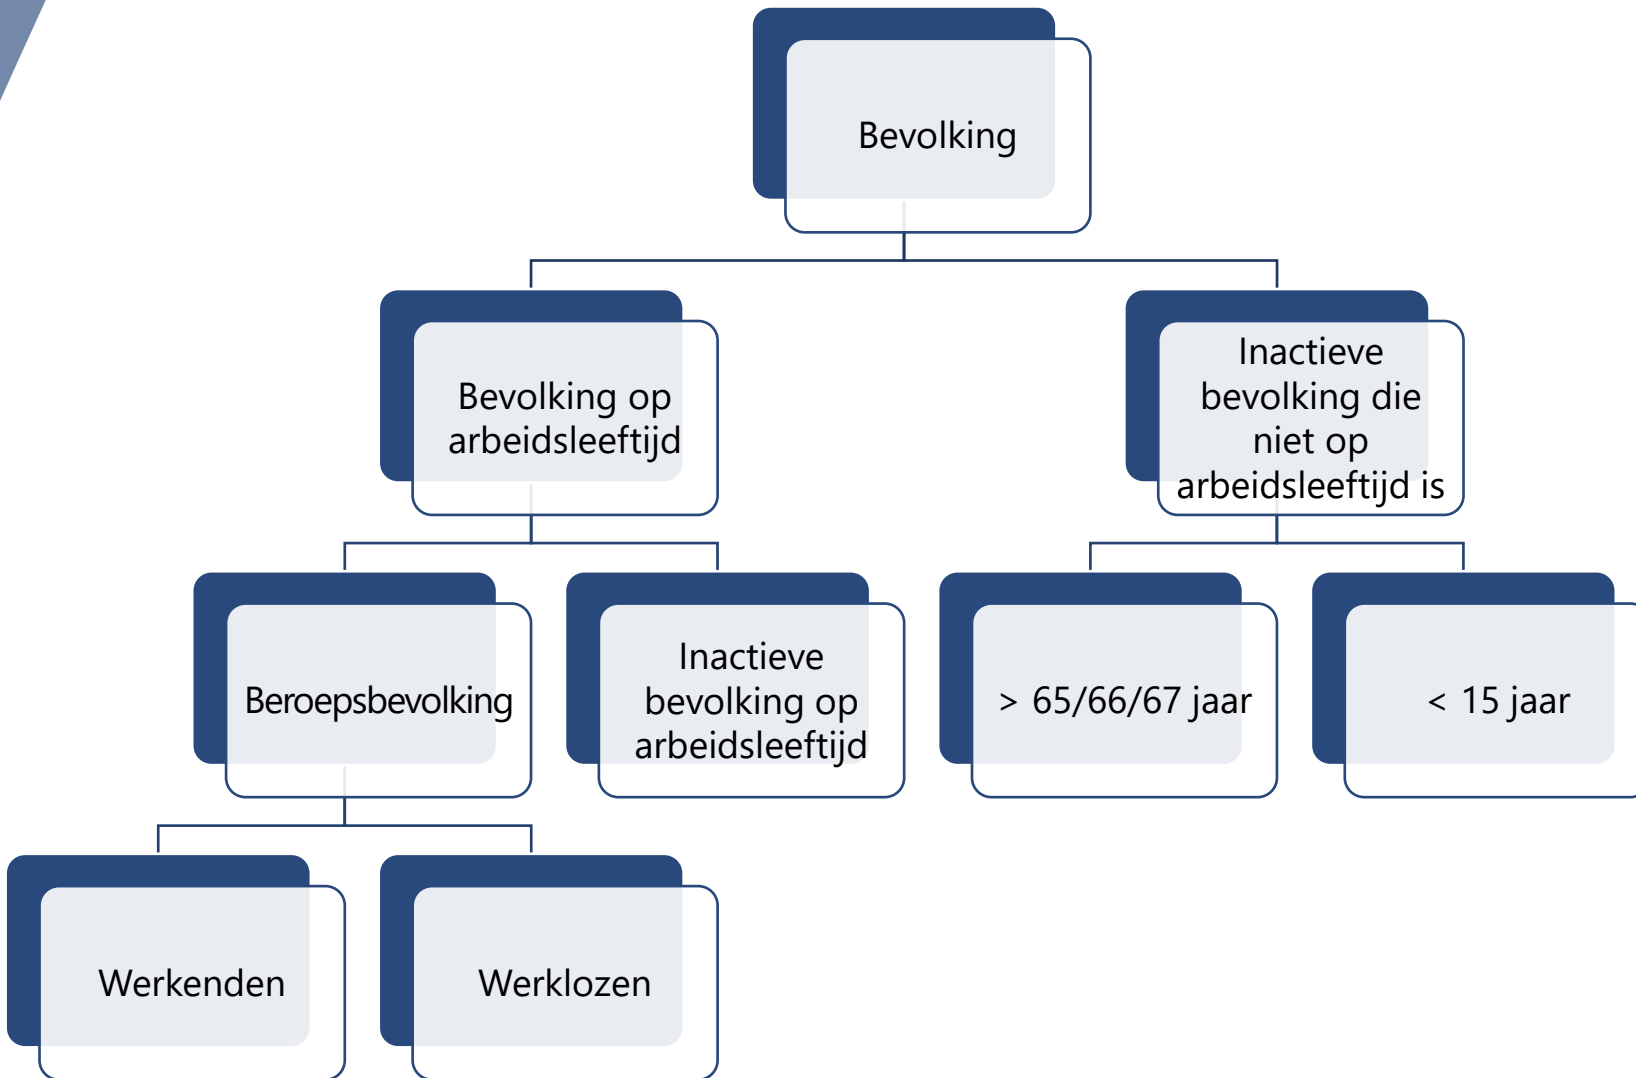 Bevolking
Bevolking op
arbeidsleeftijd
Inactieve
bevolking die
niet op
arbeidsleeftijd is
Beroepsbevolking
Inactieve
bevolking op
arbeidsleeftijd
> 65/66/67 jaar
< 15 jaar
Werkenden
Werklozen